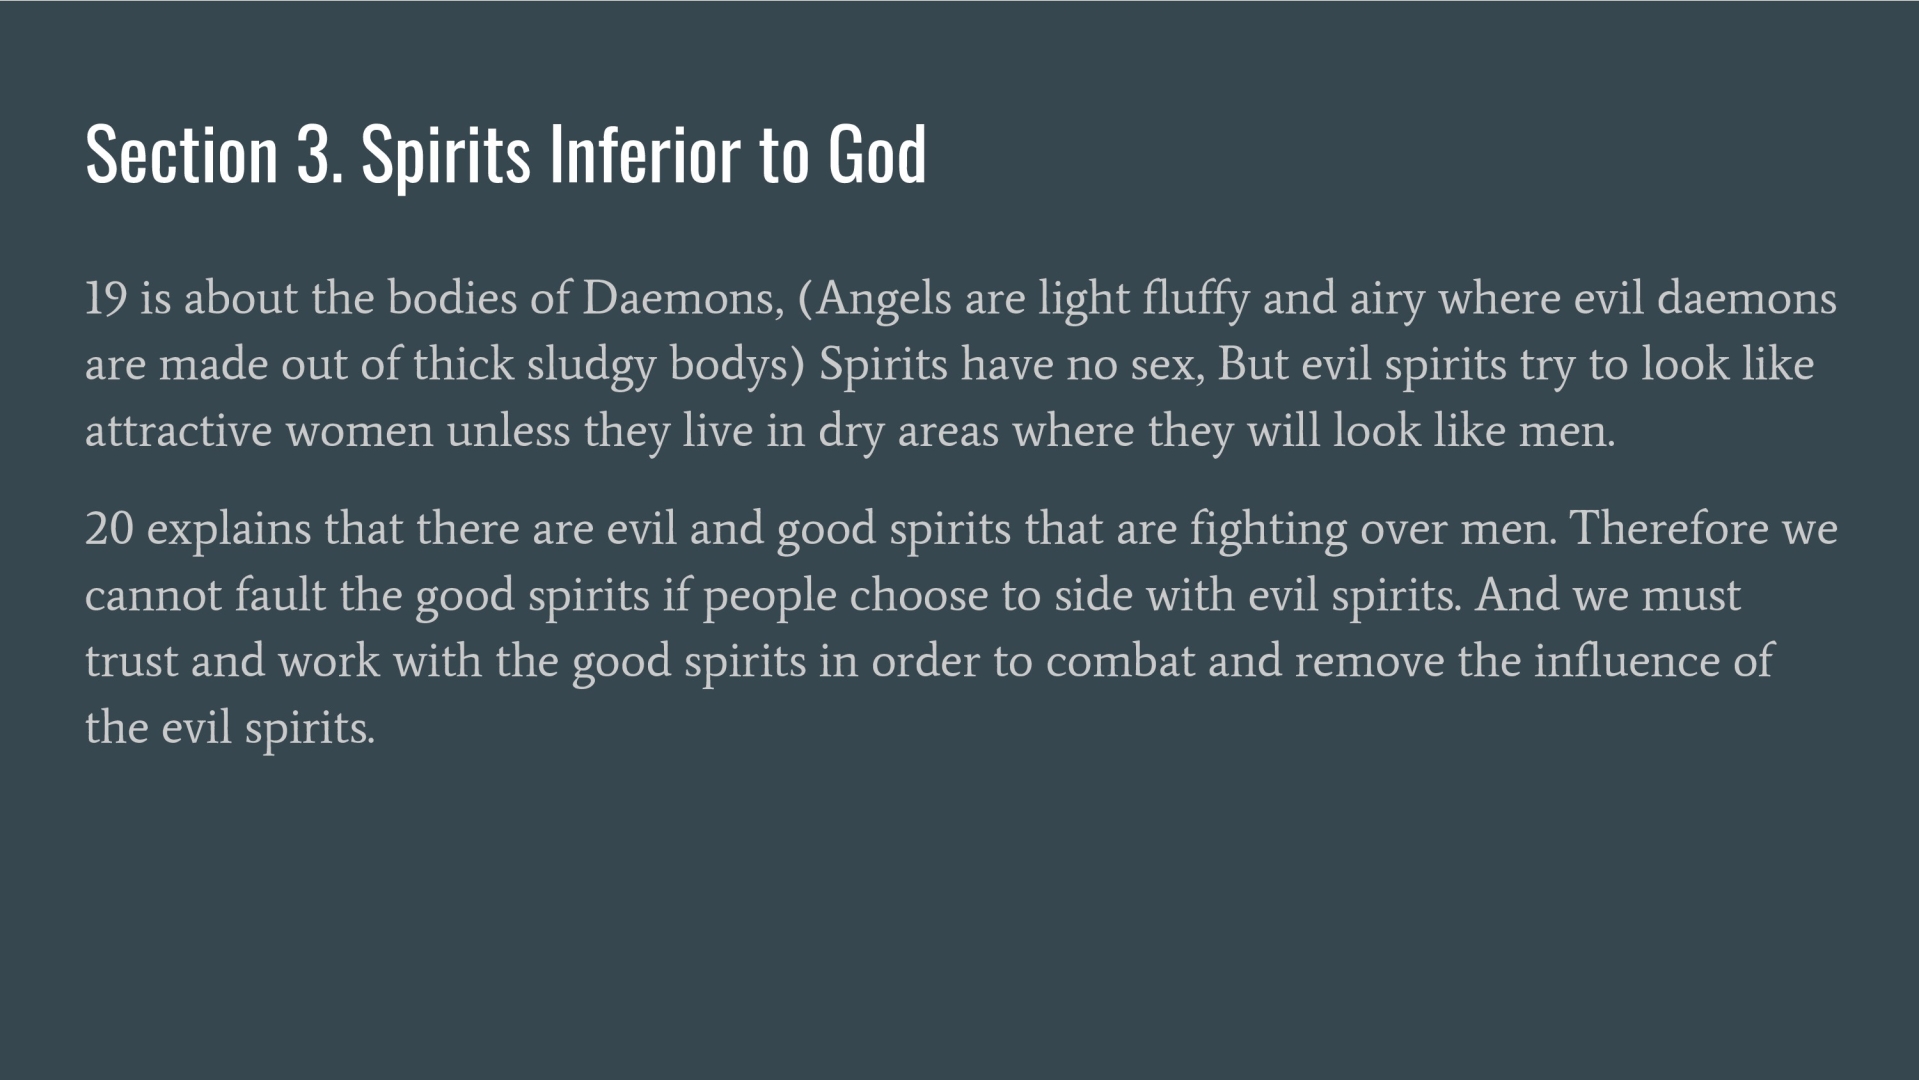 Section 3. Spirits Inferior to God
19 is about the bodies of Daemons, (Angels are light fluffy and airy where evil daemons
are made out of thick sludgy bodys) Spirits have no sex, But evil spirits try to look like
attractive women unless they live in dry areas where they will look like men.
20 explains that there are evil and good spirits that are fighting over men. Therefore we
cannot fault the good spirits if people choose to side with evil spirits. And we must
trust and work with the good spirits in order to combat and remove the influence of
the evil spirits.